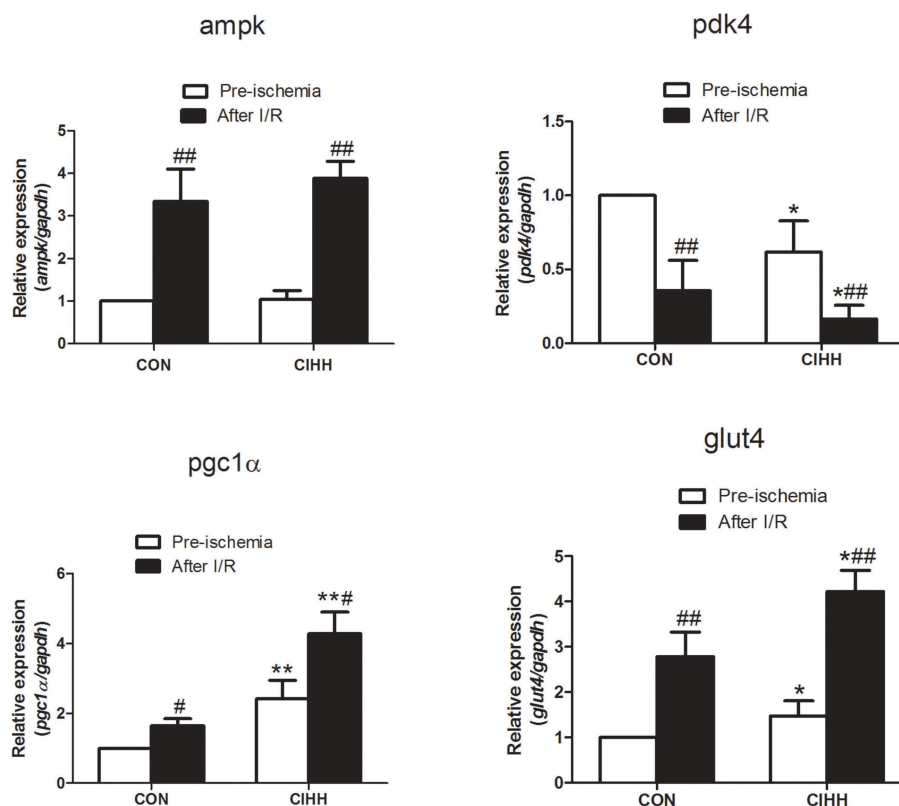 ampk
Pre-ischemia
After I/R
Relative expression
(ampk/gapdh)
5
4
3
2
1
0
##
##
CON
CIHH
pdk4
Pre-ischemia
After I/R
Relative expression
(pdk4/gapdh)
1.5
1.0
0.5
0.0
##
*
*##
CON
CIHH
pgc1α
Pre-ischemia
After I/R
Relative expression
(pgc1α/gapdh)
6
4
2
0
#
**
**#
CON
CIHH
glut4
Pre-ischemia
After I/R
Relative expression
(glut4/gapdh)
5
4
3
2
1
0
##
*
*##
CON
CIHH